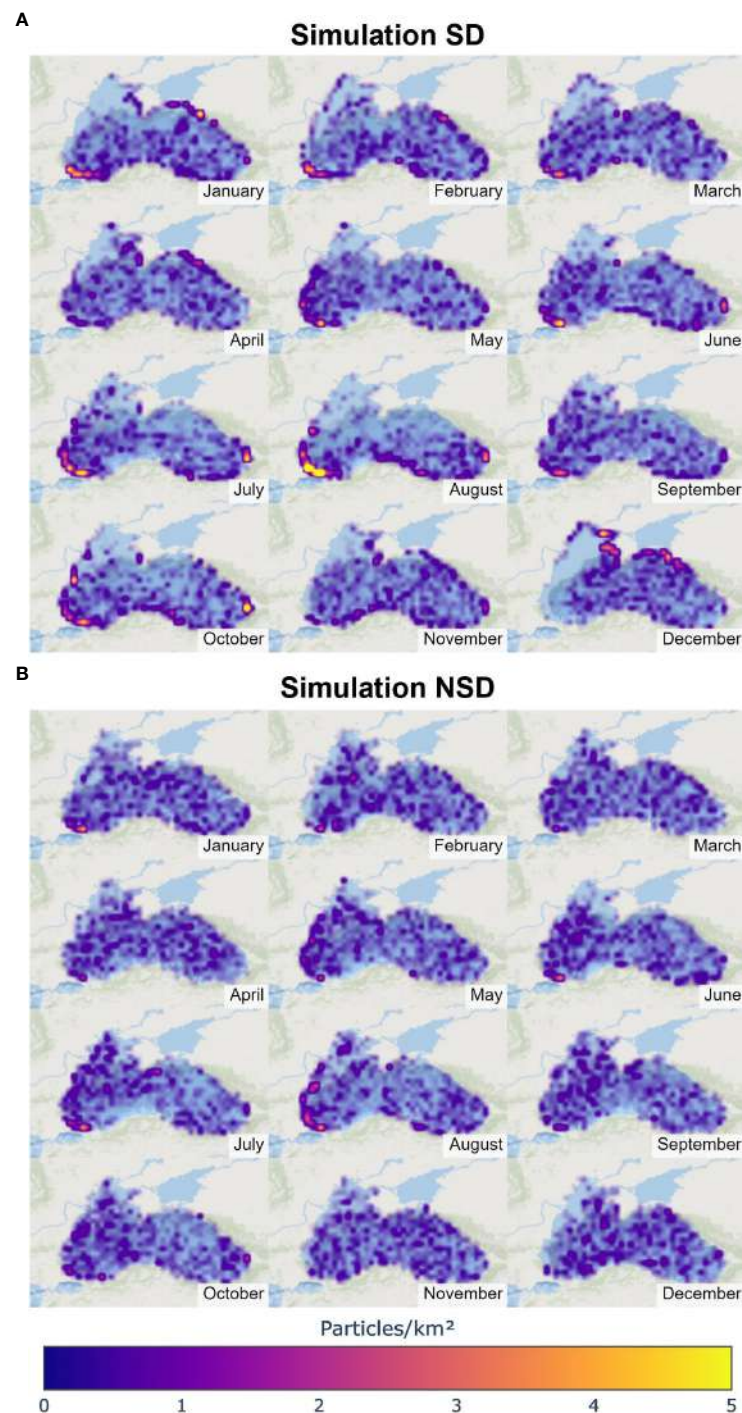 A
Simulation SD
January
February
March
April
May
June
July
August
September
October
November
December
B
Simulation NSD
January
February
March
April
May
June
July
August
September
October
November
December
Particles/km²
0 1 2 3 4 5